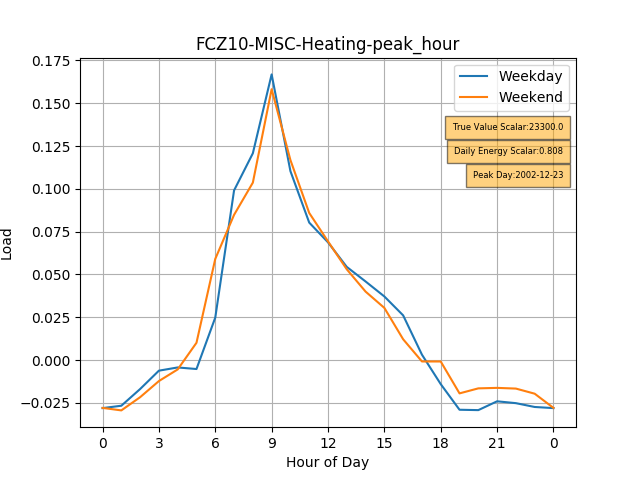 FCZ10-MISC-Heating-peak_hour
Weekday
Weekend
True Value Scalar:23300.0
Daily Energy Scalar:0.808
Peak Day:2002-12-23
Load
0.175
0.150
0.125
0.100
0.075
0.050
0.025
0.000
−0.025
0 3 6 9 12 15 18 21 0
Hour of Day